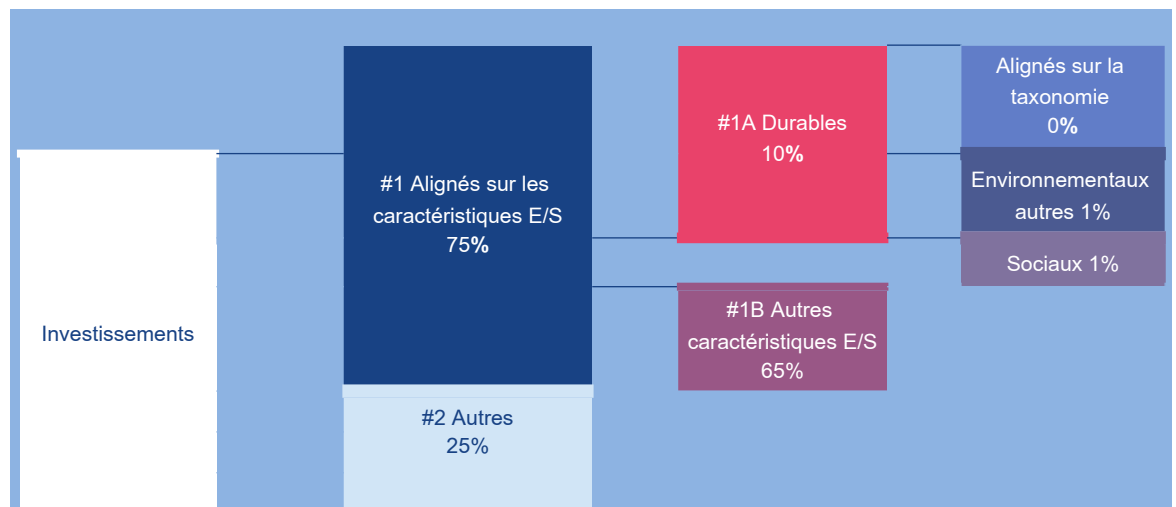 Investissements
#1 Alignés sur les
caractéristiques E/S
75%
#2 Autres
25%
#1A Durables
10%
#1B Autres
caractéristiques E/S
65%
Alignés sur la
taxonomie
0%
Environnementaux
autres 1%
Sociaux 1%